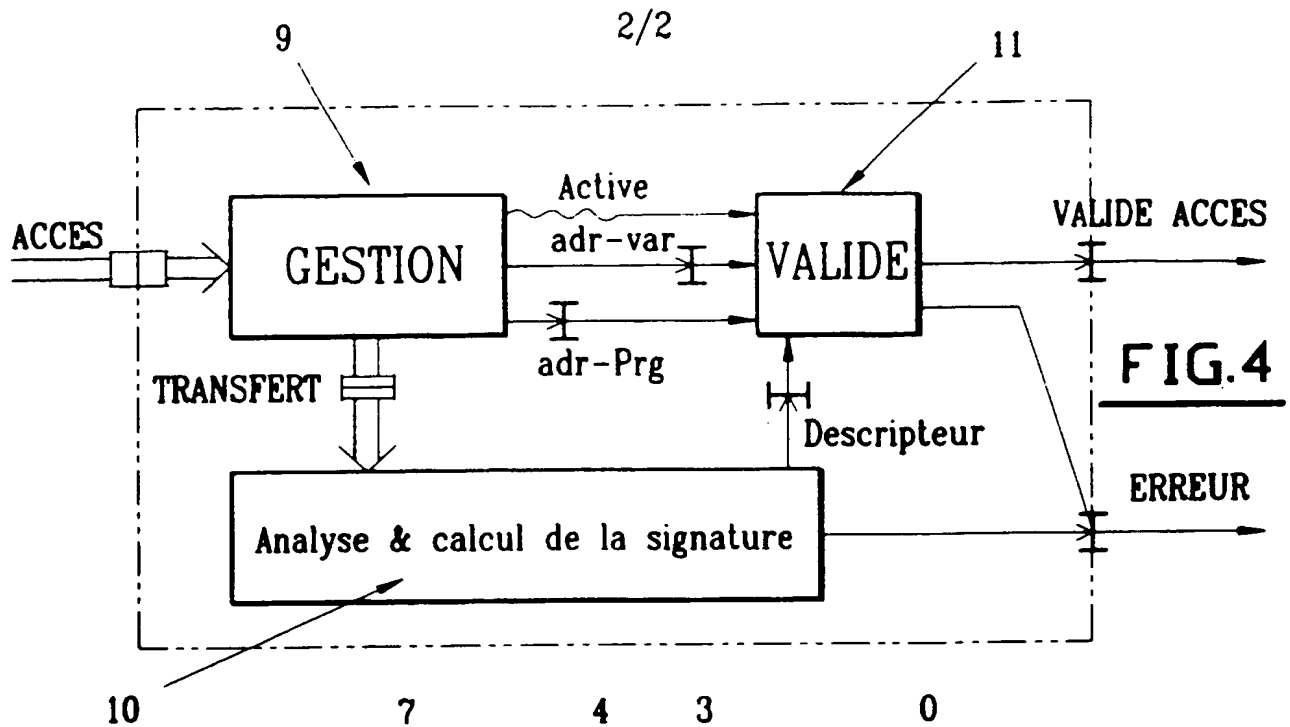 2/2
9
11
Active
VALIDE ACCES
ACCES
adr-var
GESTION
VALIDE
adr-Prg
TRANSFERT
FIG.4
Descripteur
ERREUR
Analyse & calcul de la signature
10 7 4 3 0